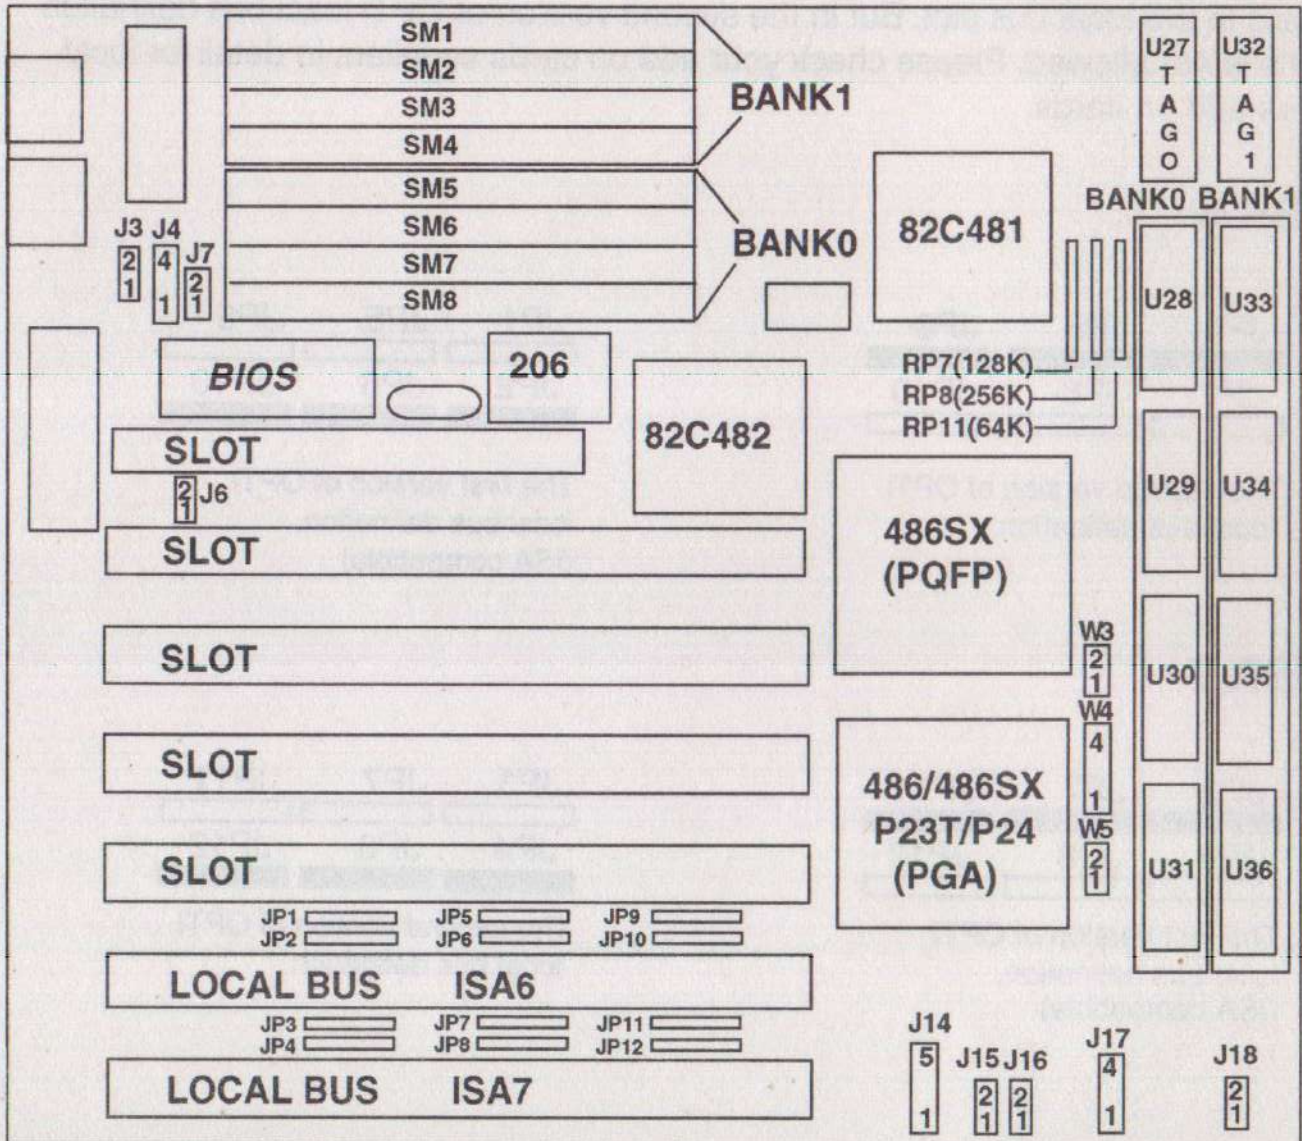 SM1
SM2
SM3
SM4
BANK1
SM5
SM6
SM7
SM8
BANK0
U27
T
A
G
O
U32
T
A
G
1
BANK0 BANK1
82C481
J3
2
1
J4
4
1
J7
2
1
U28
U33
RP7(128K)
RP8(256K)
RP11(64K)
BIOS
206
82C482
SLOT
2
1
J6
U29
U34
486SX
(PQFP)
SLOT
SLOT
W3
2
1
U30
U35
W4
4
1
SLOT
486/486SX
P23T/P24
(PGA)
W5
2
1
SLOT
U31
U36
JP1 JP5 JP9
JP2 JP6 JP10
LOCAL BUS ISA6
JP3 JP7 JP11
JP4 JP8 JP12
LOCAL BUS ISA7
J14
5
1
J15
2
1
J16
2
1
J17
4
1
J18
2
1